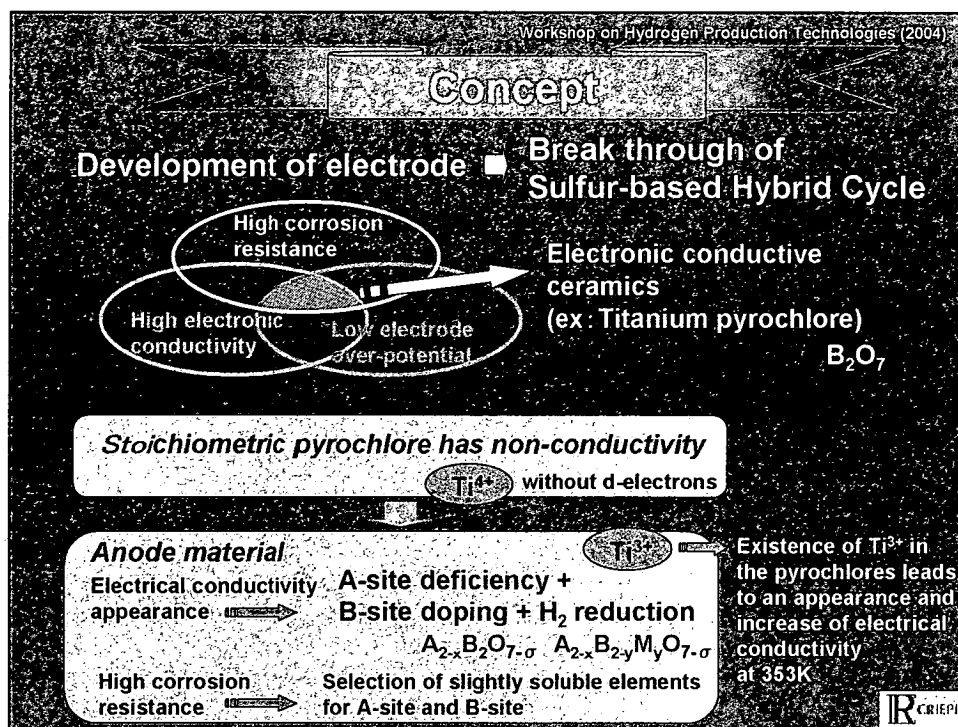 Workshop on Hydrogen Production Technologies (2004)
Concept
Development of electrode
Break through of
Sulfur-based Hybrid Cycle
High corrosion
resistance
High electronic
conductivity
Low electrode
over-potential
Electronic conductive
ceramics
(ex: Titanium pyrochlore)
B₂O₇
Stoichiometric pyrochlore has non-conductivity
Ti⁴⁺ without d-electrons
Anode material
Ti³⁺
Electrical conductivity
appearance
A-site deficiency +
B-site doping + H₂ reduction
A₂₋ₓB₂O₇₋σ A₂₋ₓB₂₋yMyO₇₋σ
High corrosion
resistance
Selection of slightly soluble elements
for A-site and B-site
Existence of Ti³⁺ in
the pyrochlores leads
to an appearance and
increase of electrical
conductivity
at 353K
CRIEPI